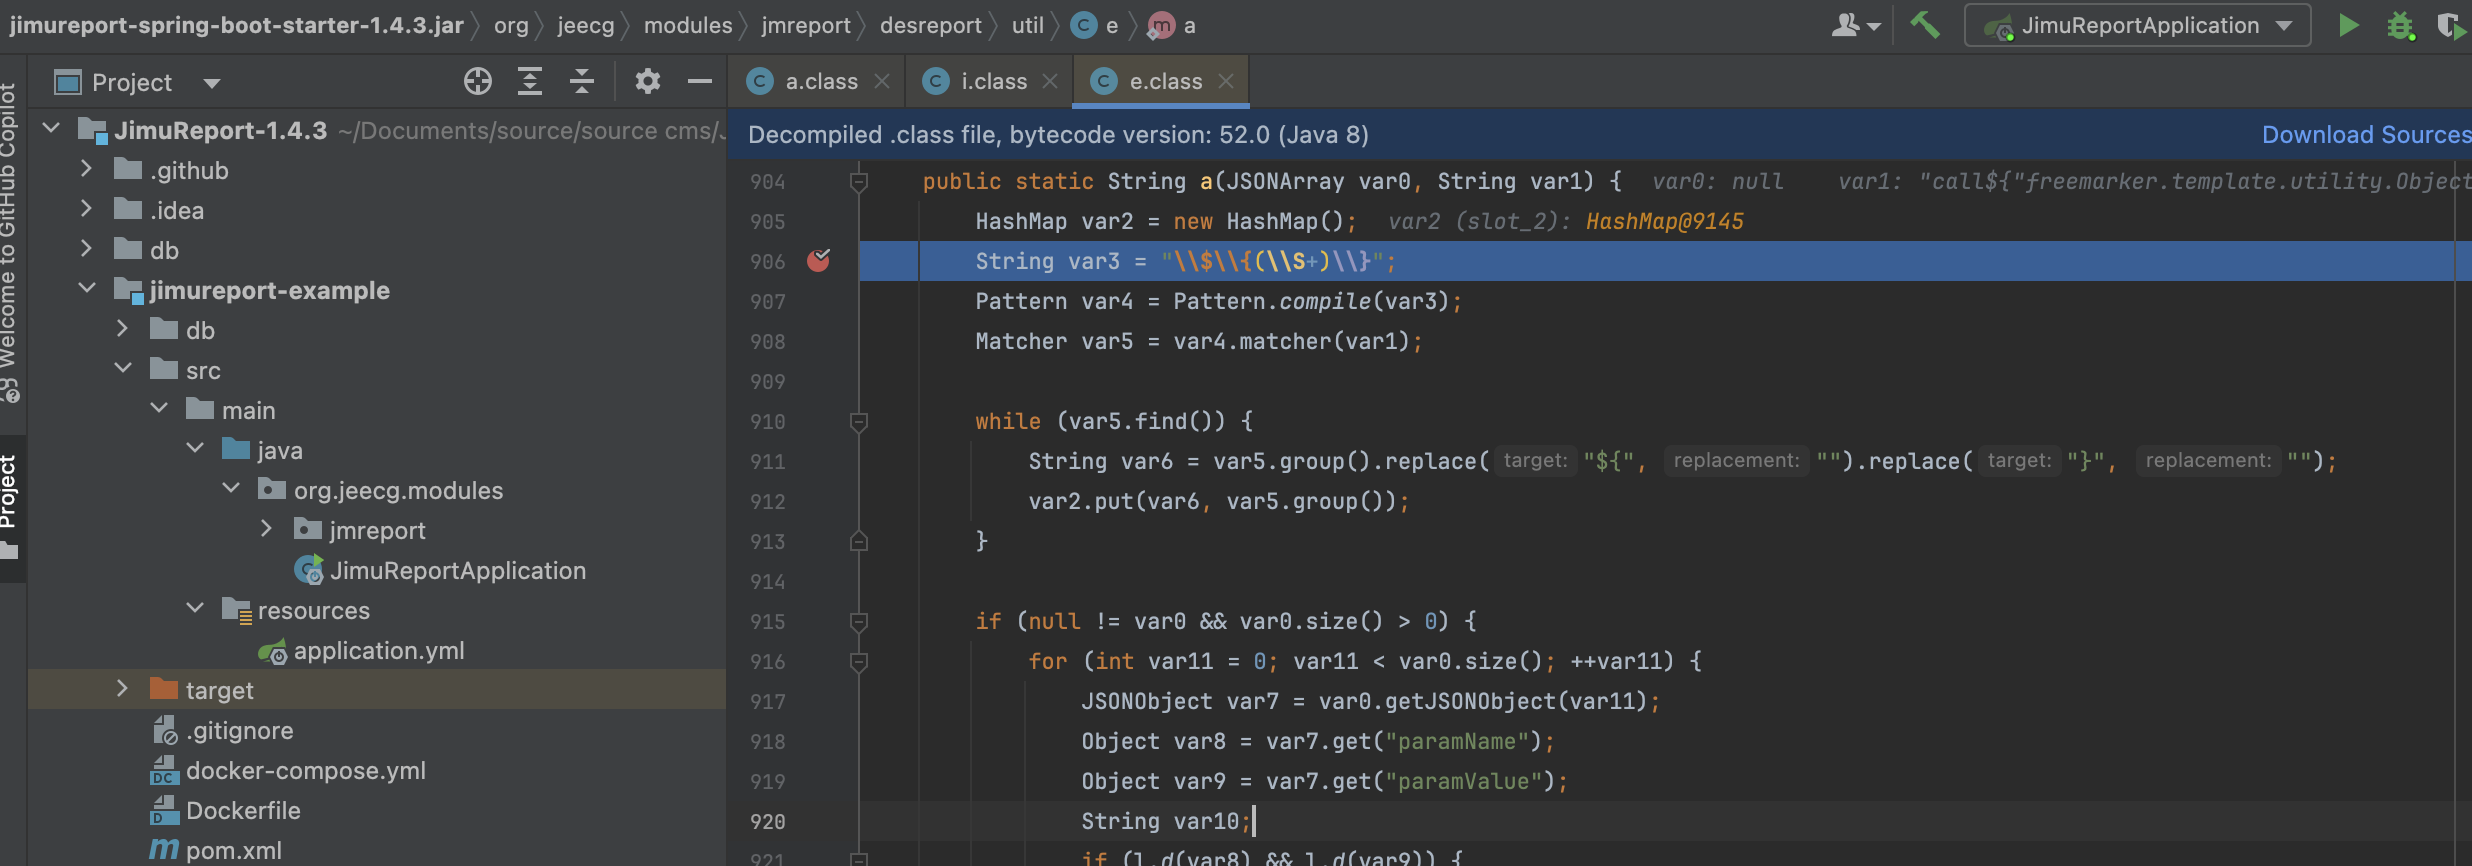 jimureport-spring-boot-starter-1.4.3.jar org jeecg modules jmreport desreport util e a JimuReportApplication
Project
a.class i.class e.class
Decompiled .class file, bytecode version: 52.0 (Java 8) Download Sources
Welcome to GitHub Copilot
Project
JimuReport-1.4.3 ~/Documents/source/source cms/J
.github
.idea
db
jimureport-example
db
src
main
java
org.jeecg.modules
jmreport
JimuReportApplication
resources
application.yml
target
.gitignore
docker-compose.yml
Dockerfile
pom.xml
904 public static String a(JSONArray var0, String var1) { var0: null var1: "call${"freemarker.template.utility.Object
905 HashMap var2 = new HashMap(); var2 (slot_2): HashMap@9145
906 String var3 = "\\$\\{(\\S+)\\}";
907 Pattern var4 = Pattern.compile(var3);
908 Matcher var5 = var4.matcher(var1);
909
910 while (var5.find()) {
911 String var6 = var5.group().replace( target: "${", replacement: "").replace( target: "}", replacement: "");
912 var2.put(var6, var5.group());
913 }
914
915 if (null != var0 && var0.size() > 0) {
916 for (int var11 = 0; var11 < var0.size(); ++var11) {
917 JSONObject var7 = var0.getJSONObject(var11);
918 Object var8 = var7.get("paramName");
919 Object var9 = var7.get("paramValue");
920 String var10;
921 if (l.d(var8) && l.d(var9)) {